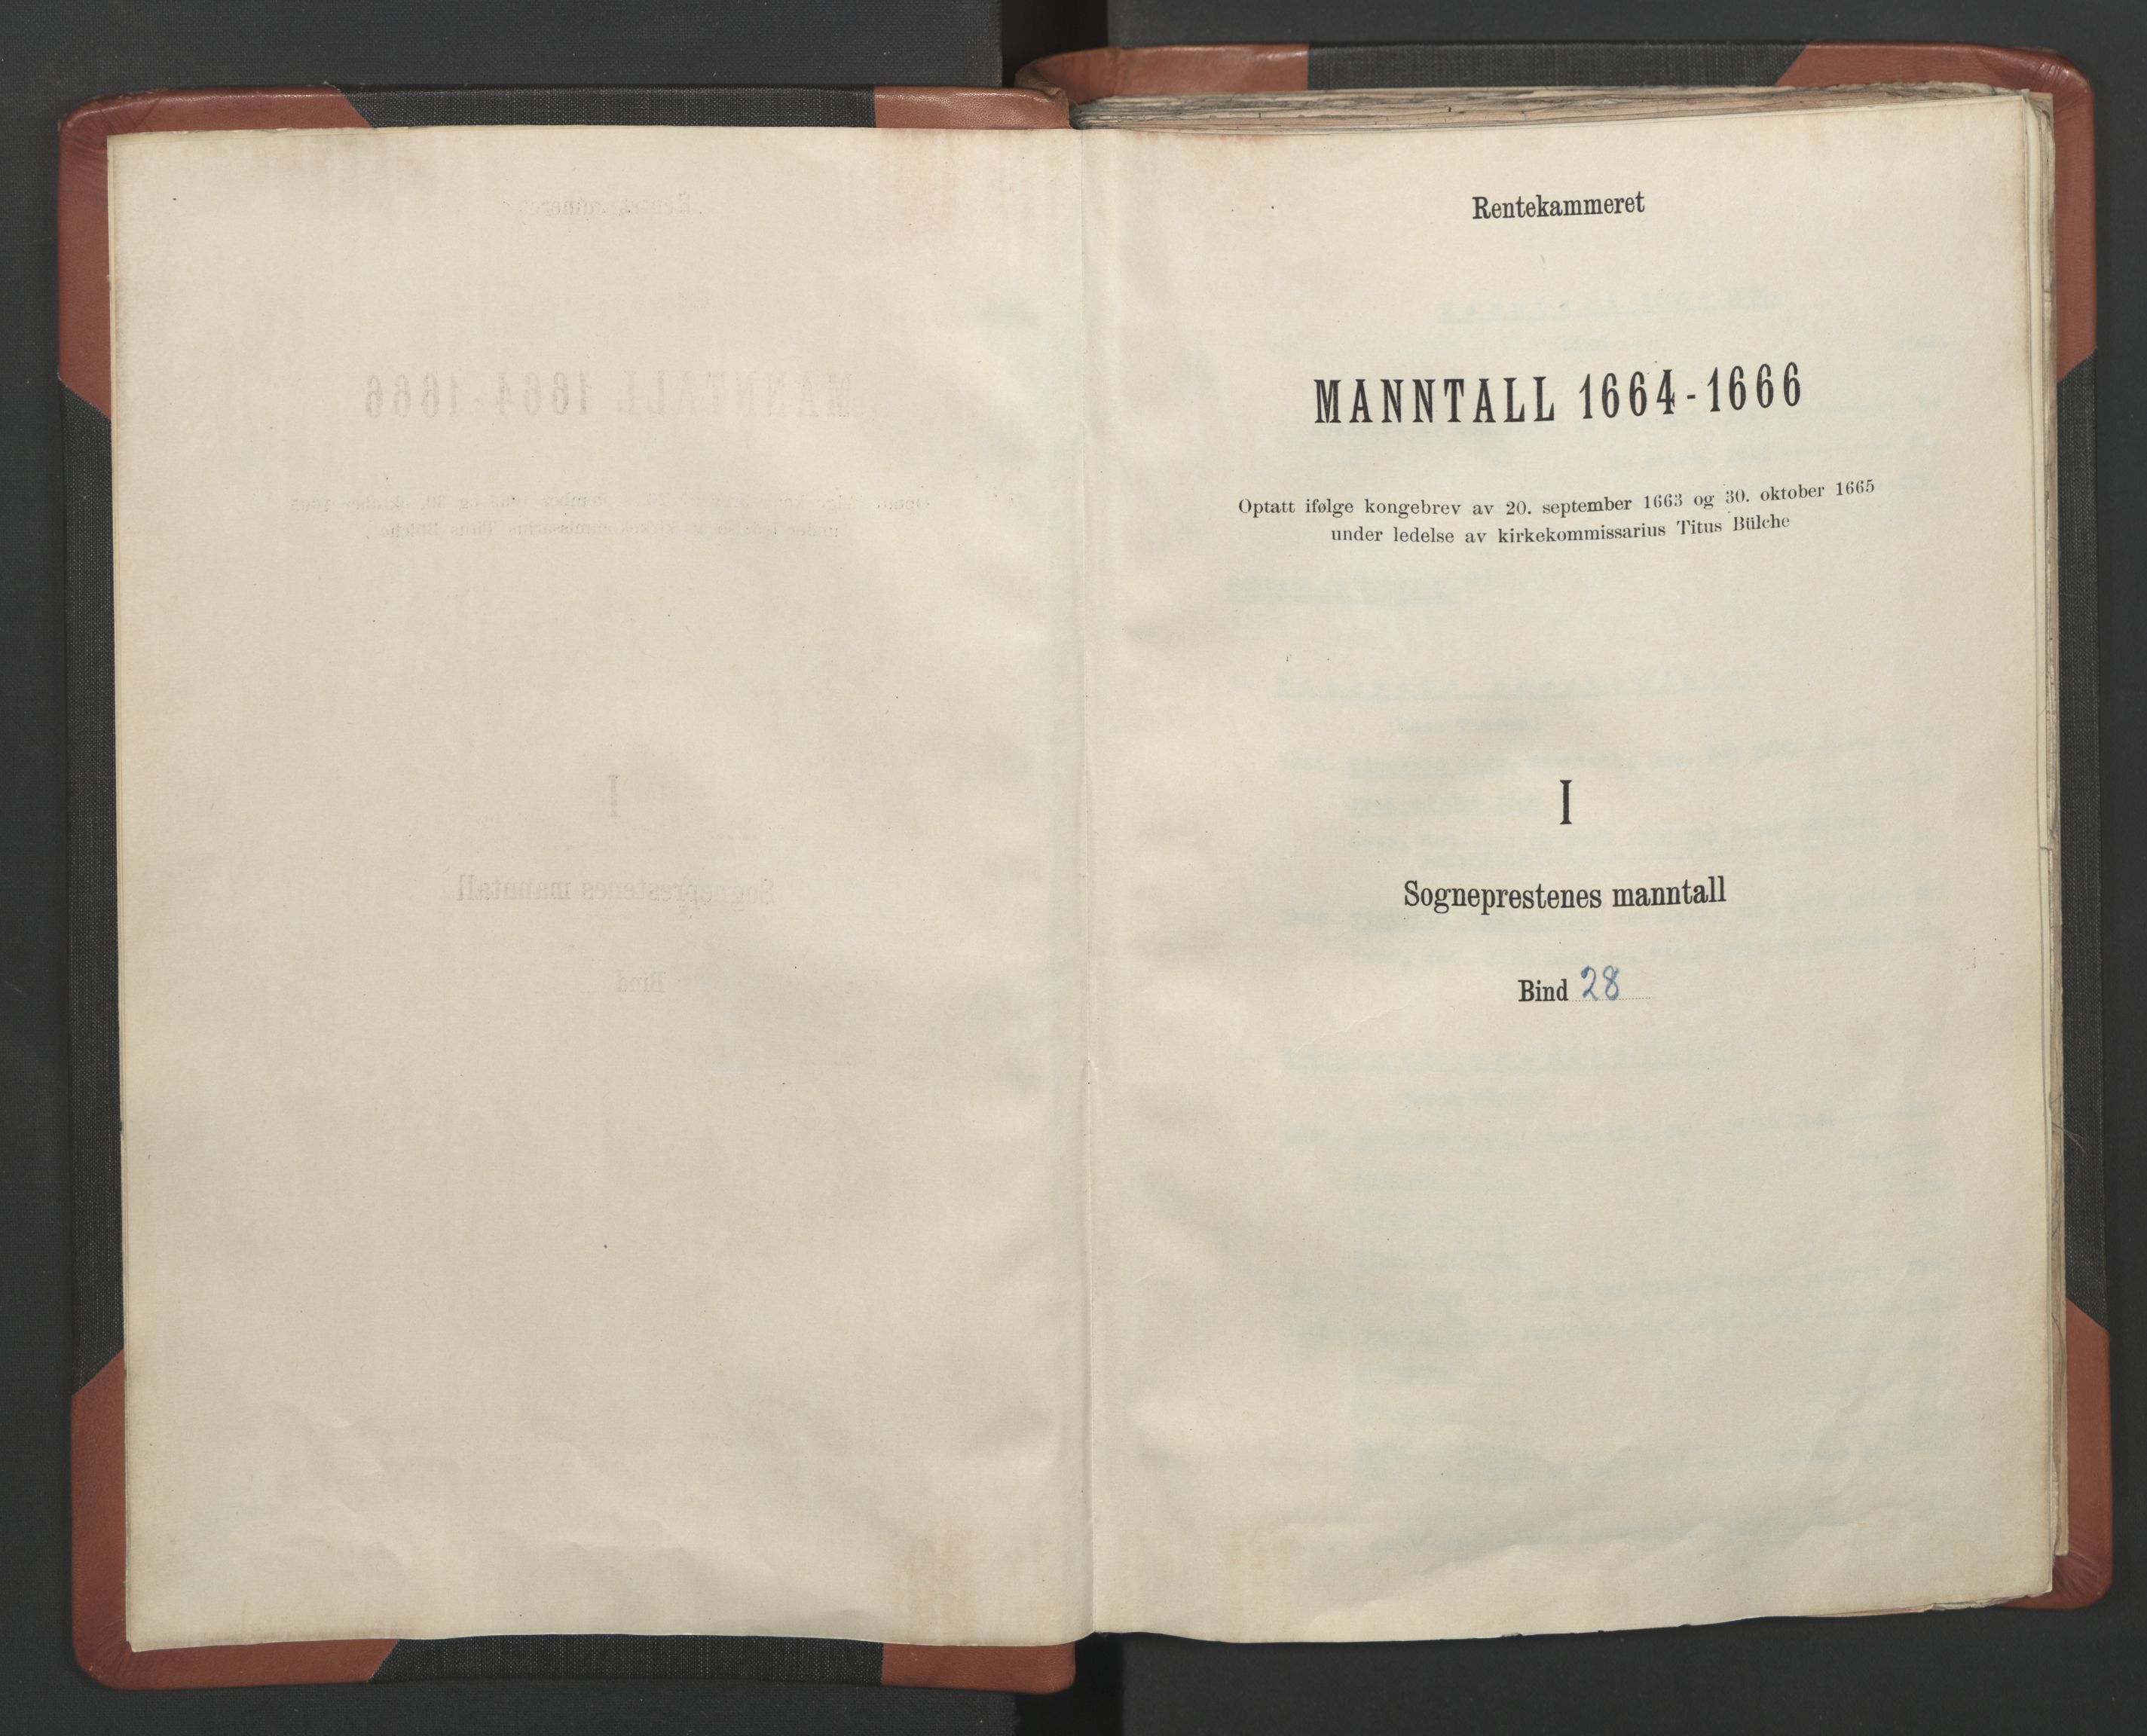 Rentekammeret
MANNTALL 1664-1666
Optatt ifølge kongebrev av 20. september 1663 og 30. oktober 1665
under ledelse av kirkekommissarius Titus Bülche
I
Sogneprestenes manntall
Bind 28